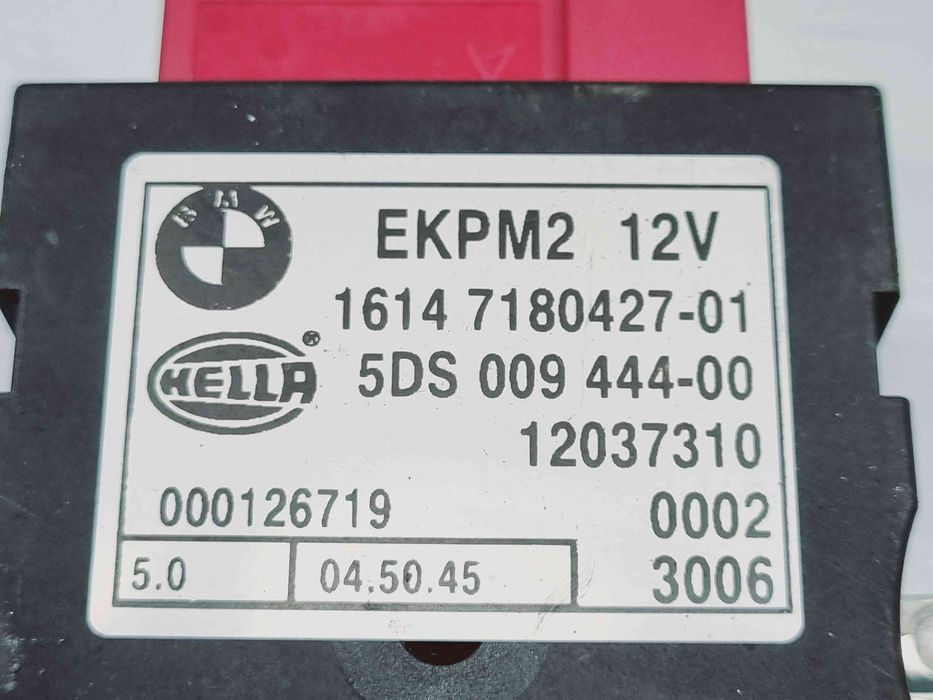 BMW
EKPM2 12V
1614 7180427-01
HELLA®
5DS 009 444-00
12037310
000126719
0002
5.0
04.50.45
3006